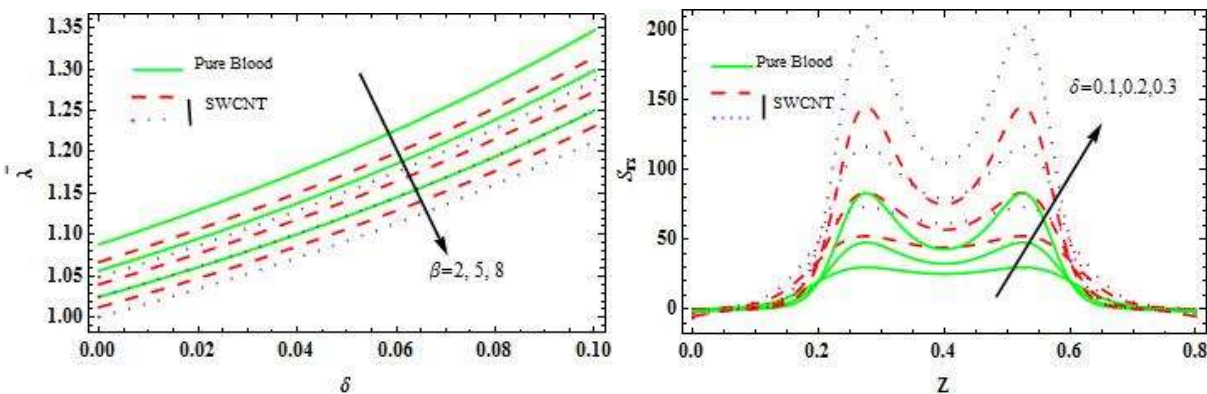 1.35
1.30
1.25
1.20
1.15
1.10
1.05
1.00
λ̄
Pure Blood
SWCNT
β=2, 5, 8
0.00 0.02 0.04 0.06 0.08 0.10
δ
200
150
100
50
0
S_rz
Pure Blood
SWCNT
δ=0.1,0.2,0.3
0.0 0.2 0.4 0.6 0.8
Z